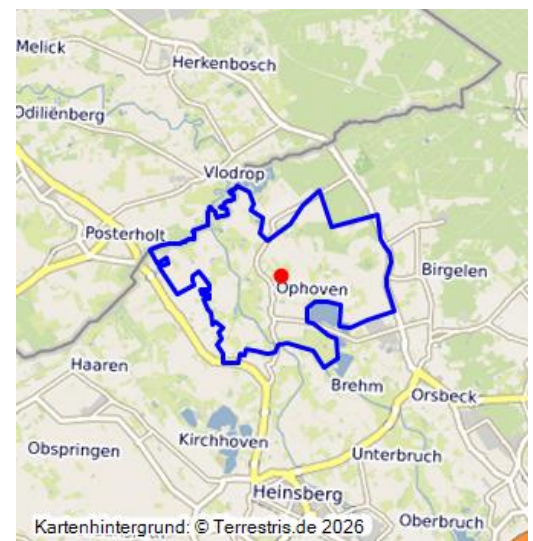 Melick
Herkenbosch
Odiliënberg
Vlodrop
Posterholt
Birgelen
Ophoven
Haaren
Brehm
Orsbeck
Kirchhoven
Obspringen
Unterbruch
Heinsberg
Oberbruch
Kartenhintergrund: © Terrestris.de 2026